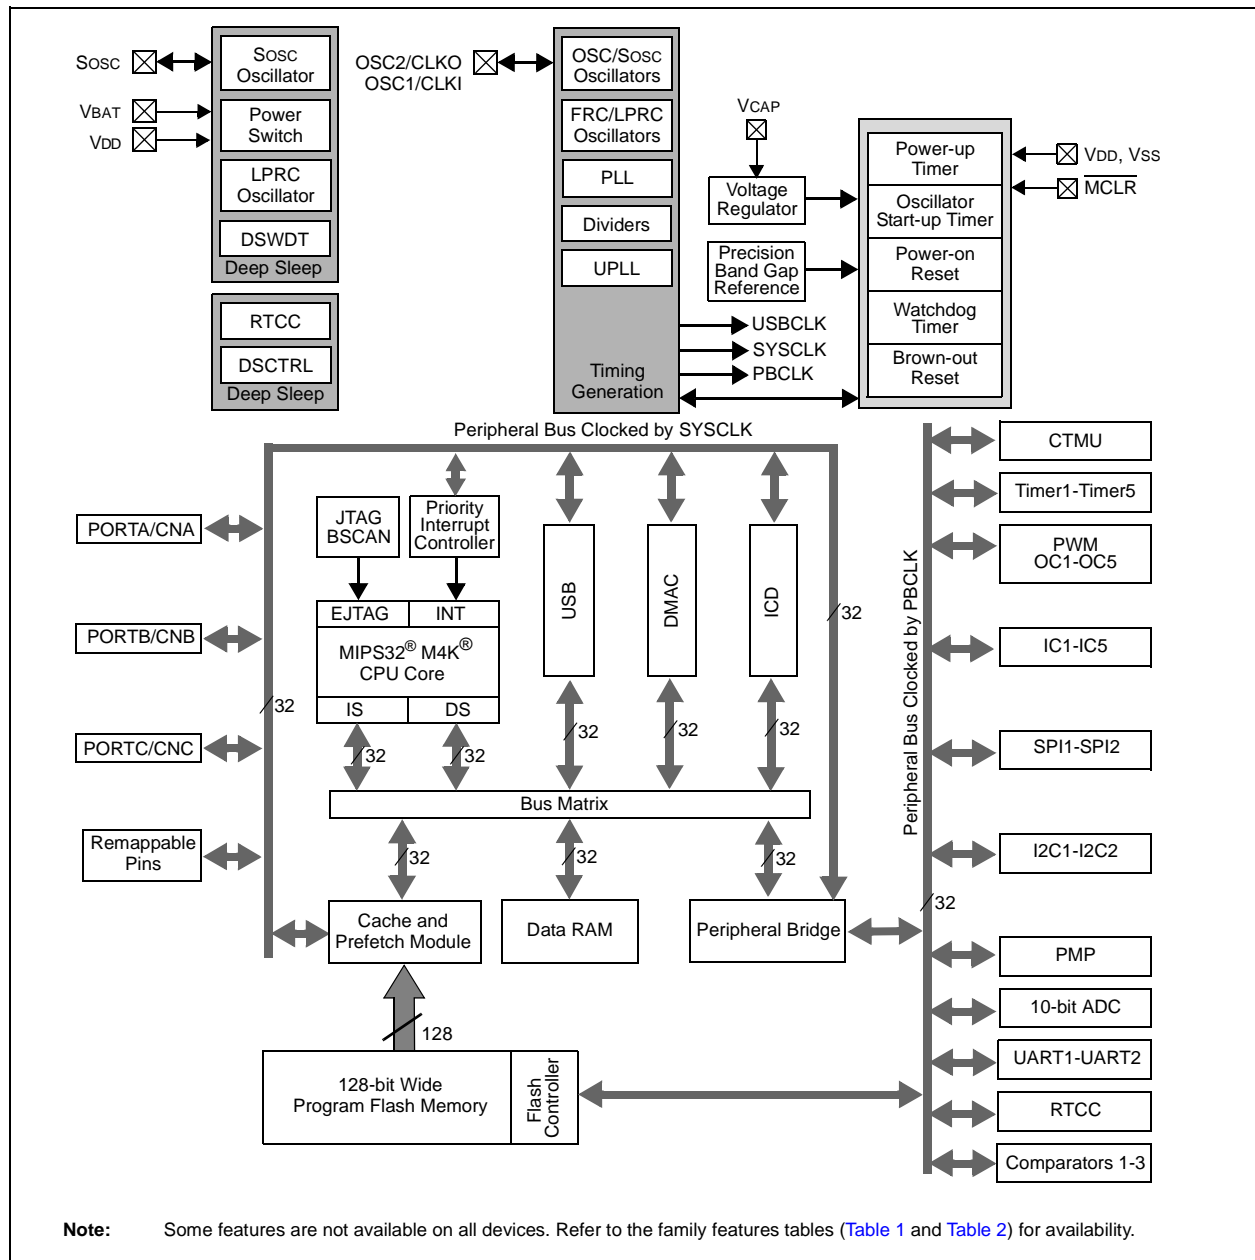 Sosc
Sosc
Oscillator
VBAT
VDD
Power
Switch
LPRC
Oscillator
DSWDT
Deep Sleep
RTCC
DSCTRL
Deep Sleep
OSC2/CLKO
OSC1/CLKI
OSC/Sosc
Oscillators
FRC/LPRC
Oscillators
PLL
Dividers
UPLL
Timing
Generation
USBCLK
SYSCLK
PBCLK
VCAP
Voltage
Regulator
Precision
Band Gap
Reference
Power-up
Timer
Oscillator
Start-up Timer
Power-on
Reset
Watchdog
Timer
Brown-out
Reset
VDD, VSS
MCLR
Peripheral Bus Clocked by SYSCLK
PORTA/CNA
PORTB/CNB
PORTC/CNC
Remappable
Pins
32
JTAG
BSCAN
Priority
Interrupt
Controller
EJTAG
INT
MIPS32® M4K®
CPU Core
IS
DS
32
32
USB
DMAC
ICD
32
32
32
32
Bus Matrix
32
32
32
Cache and
Prefetch Module
Data RAM
Peripheral Bridge
128
128-bit Wide
Program Flash Memory
Flash
Controller
Peripheral Bus Clocked by PBCLK
32
CTMU
Timer1-Timer5
PWM
OC1-OC5
IC1-IC5
SPI1-SPI2
I2C1-I2C2
PMP
10-bit ADC
UART1-UART2
RTCC
Comparators 1-3
Note: Some features are not available on all devices. Refer to the family features tables (Table 1 and Table 2) for availability.